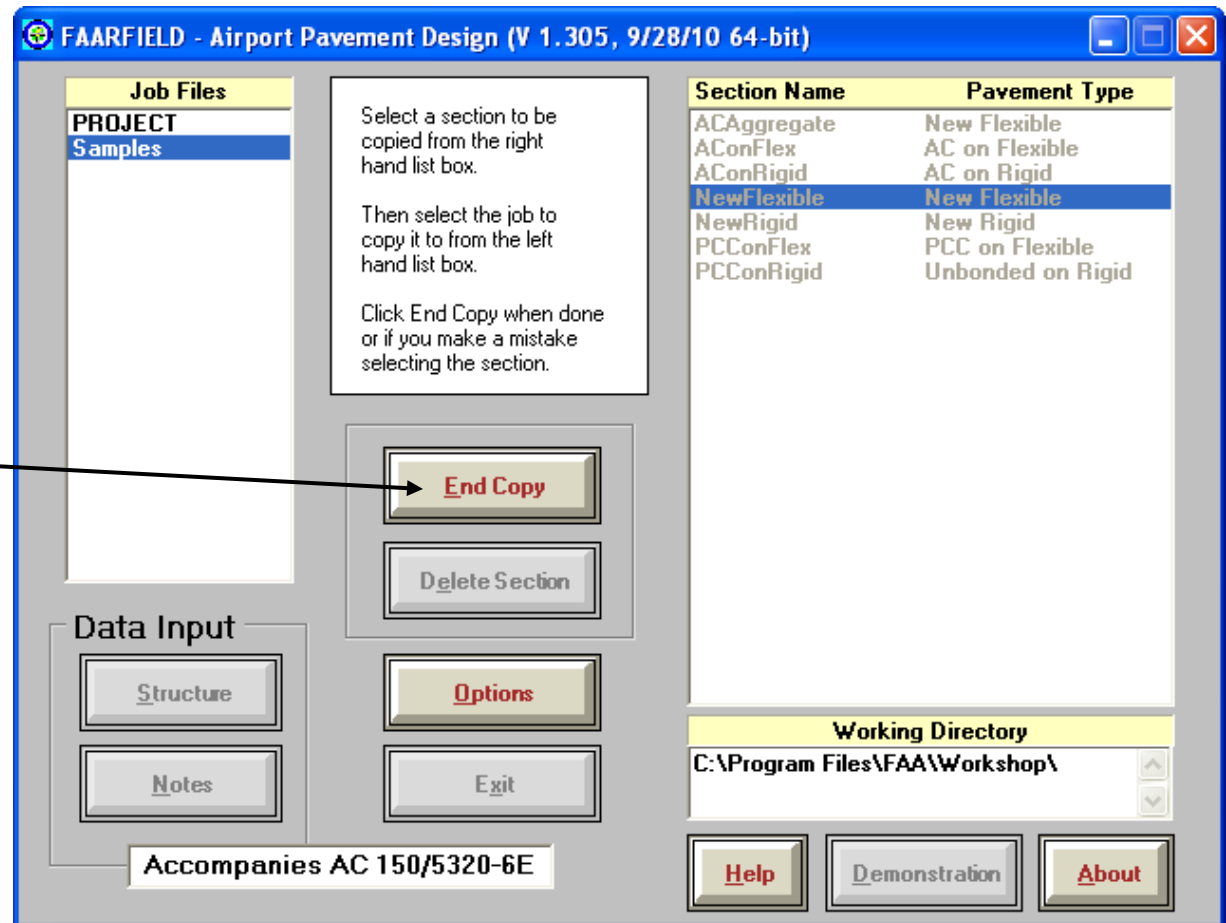 FAARFIELD - Airport Pavement Design (V 1.305, 9/28/10 64-bit)
Job Files
PROJECT
Samples
Select a section to be
copied from the right
hand list box.
Then select the job to
copy it to from the left
hand list box.
Click End Copy when done
or if you make a mistake
selecting the section.
Section Name Pavement Type
ACAggregate New Flexible
AConFlex AC on Flexible
AConRigid AC on Rigid
NewFlexible New Flexible
NewRigid New Rigid
PCConFlex PCC on Flexible
PCConRigid Unbonded on Rigid
End Copy
Delete Section
Data Input
Structure
Notes
Options
Exit
Working Directory
C:\Program Files\FAA\Workshop\
Accompanies AC 150/5320-6E
Help
Demonstration
About